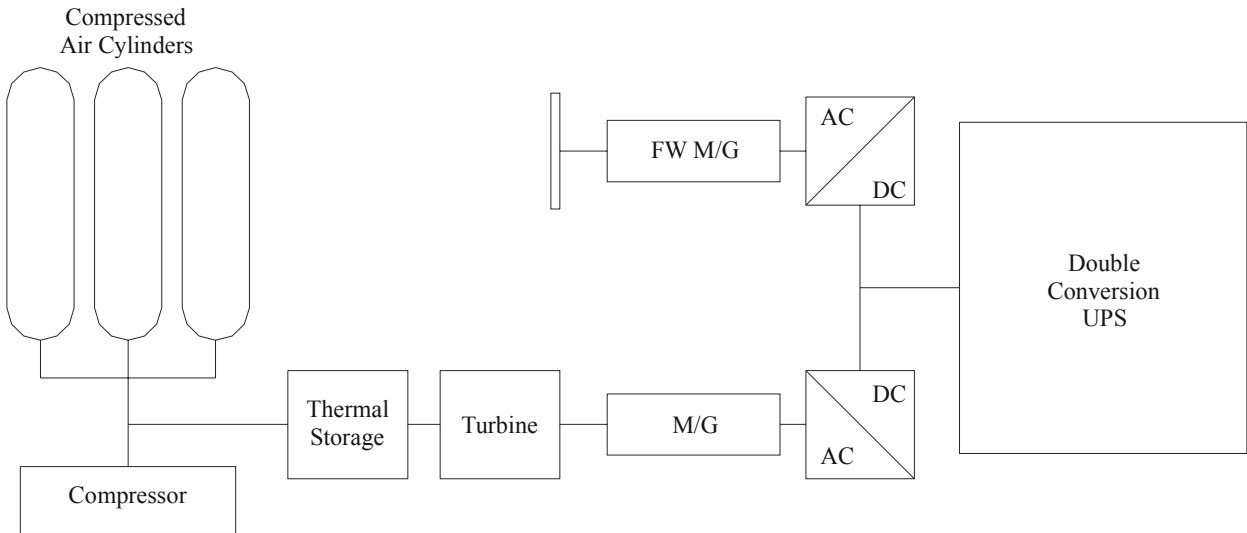 Compressed
Air Cylinders
FW M/G
AC
DC
Double
Conversion
UPS
Thermal
Storage
Turbine
M/G
DC
AC
Compressor